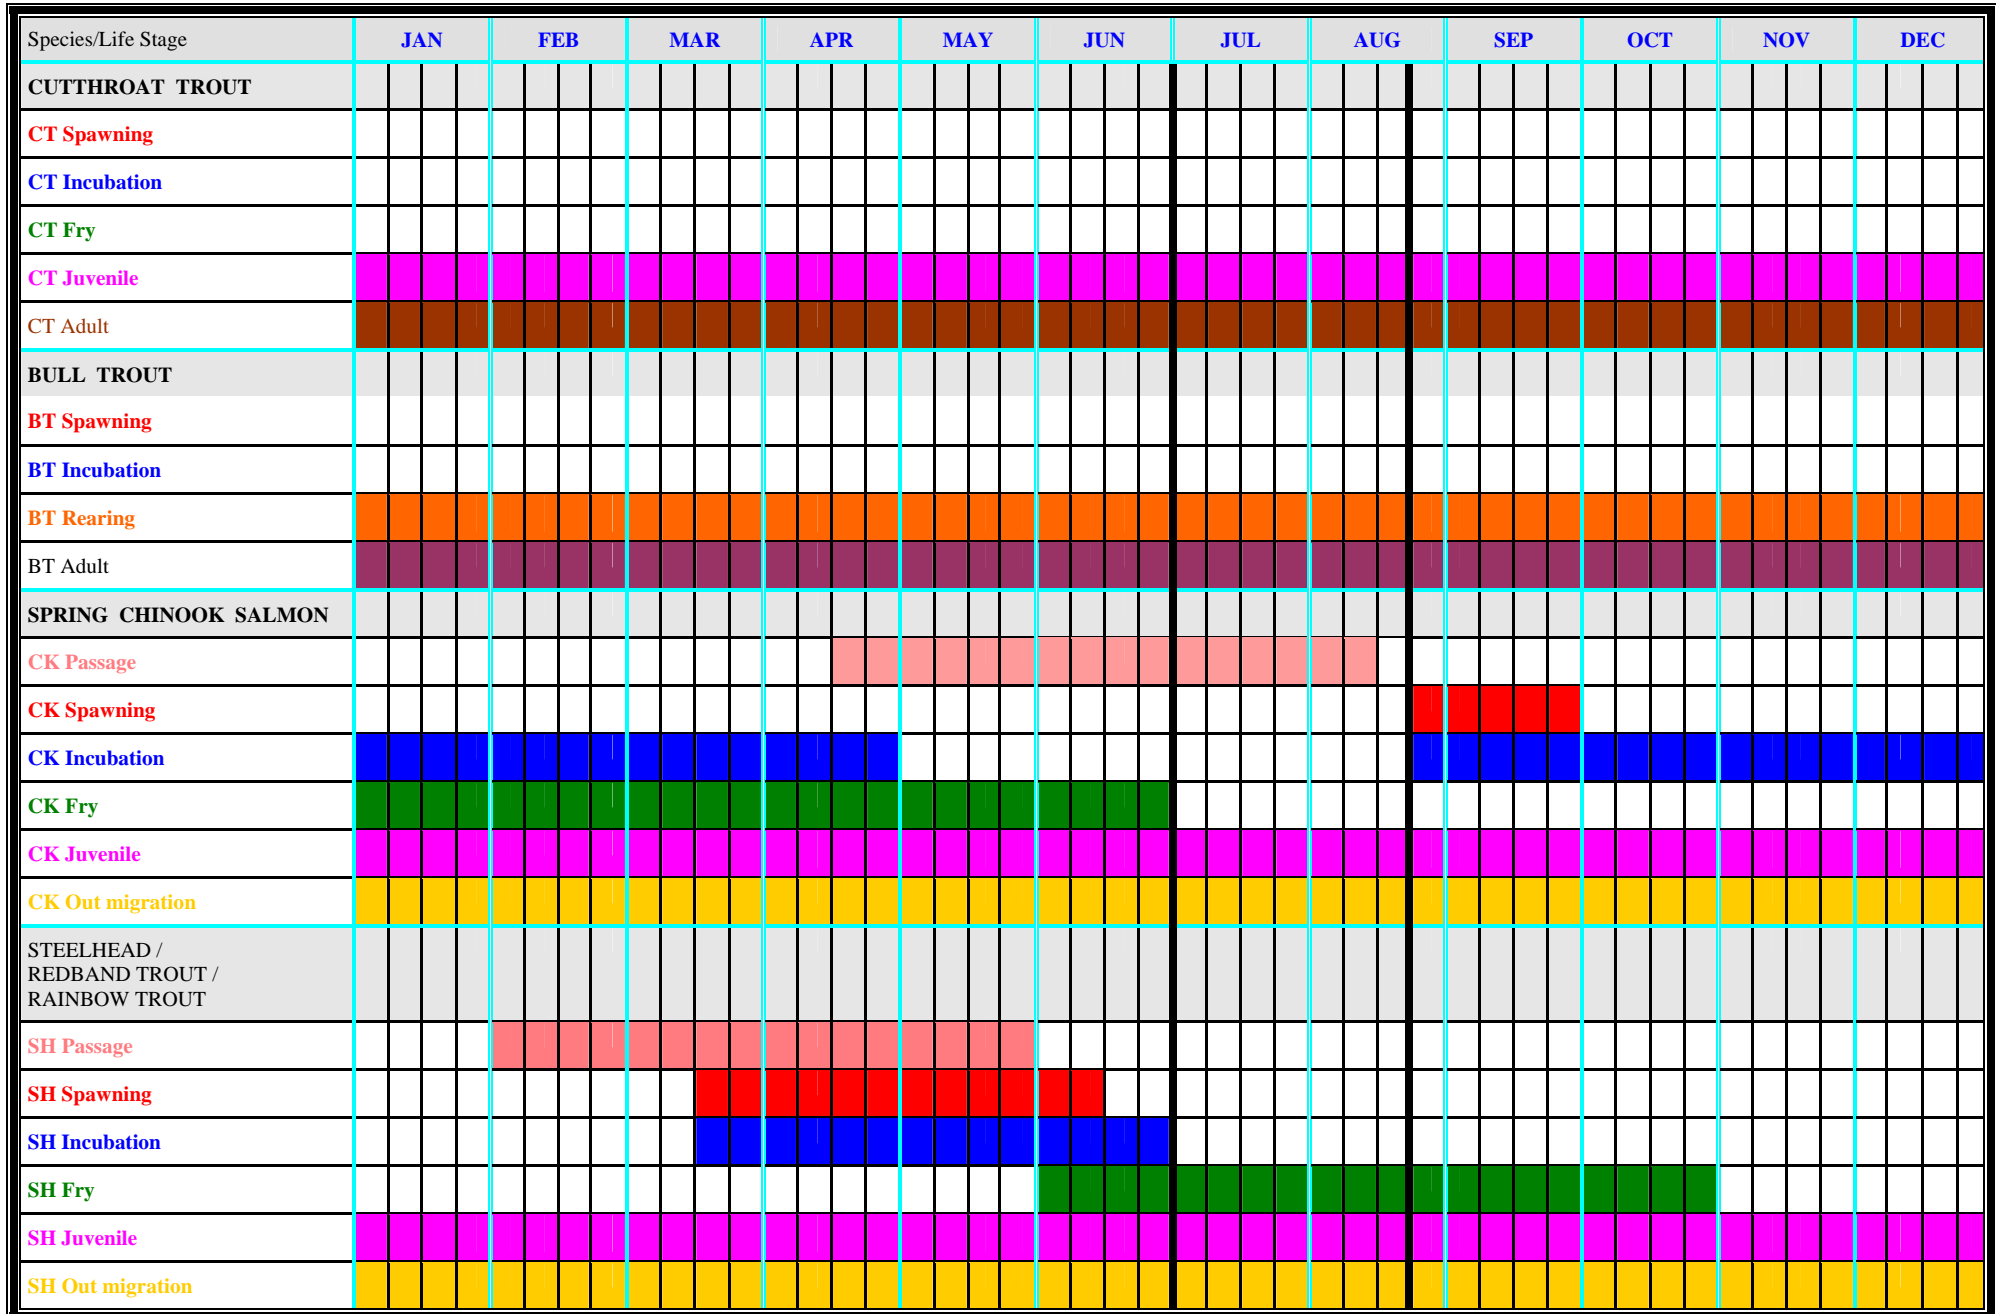 Species/Life Stage JAN FEB MAR APR MAY JUN JUL AUG SEP OCT NOV DEC
CUTTHROAT TROUT
CT Spawning
CT Incubation
CT Fry
CT Juvenile
CT Adult
BULL TROUT
BT Spawning
BT Incubation
BT Rearing
BT Adult
SPRING CHINOOK SALMON
CK Passage
CK Spawning
CK Incubation
CK Fry
CK Juvenile
CK Out migration
STEELHEAD /
REDBAND TROUT /
RAINBOW TROUT
SH Passage
SH Spawning
SH Incubation
SH Fry
SH Juvenile
SH Out migration